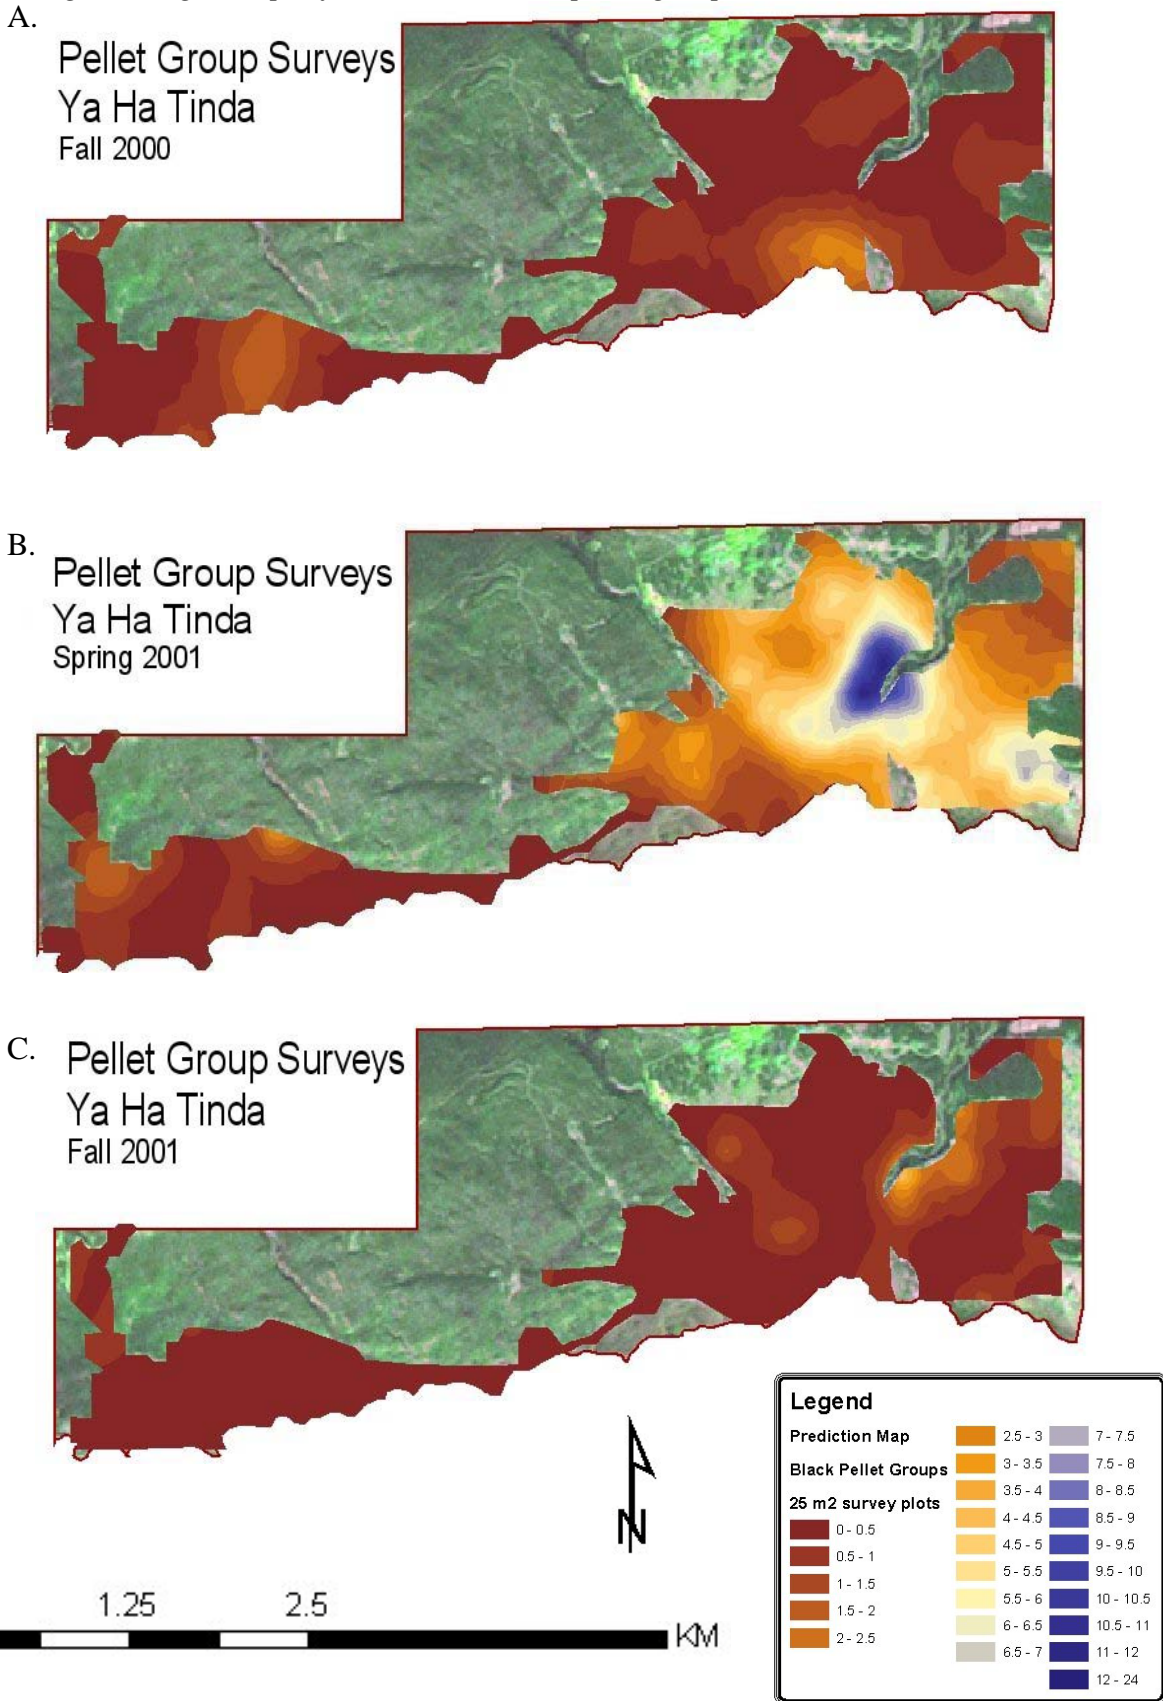 A.
Pellet Group Surveys
Ya Ha Tinda
Fall 2000
B.
Pellet Group Surveys
Ya Ha Tinda
Spring 2001
C.
Pellet Group Surveys
Ya Ha Tinda
Fall 2001
N
1.25 2.5
KM
Legend
Prediction Map
Black Pellet Groups
25 m2 survey plots
0 - 0.5
0.5 - 1
1 - 1.5
1.5 - 2
2 - 2.5
2.5 - 3
3 - 3.5
3.5 - 4
4 - 4.5
4.5 - 5
5 - 5.5
5.5 - 6
6 - 6.5
6.5 - 7
7 - 7.5
7.5 - 8
8 - 8.5
8.5 - 9
9 - 9.5
9.5 - 10
10 - 10.5
10.5 - 11
11 - 12
12 - 24